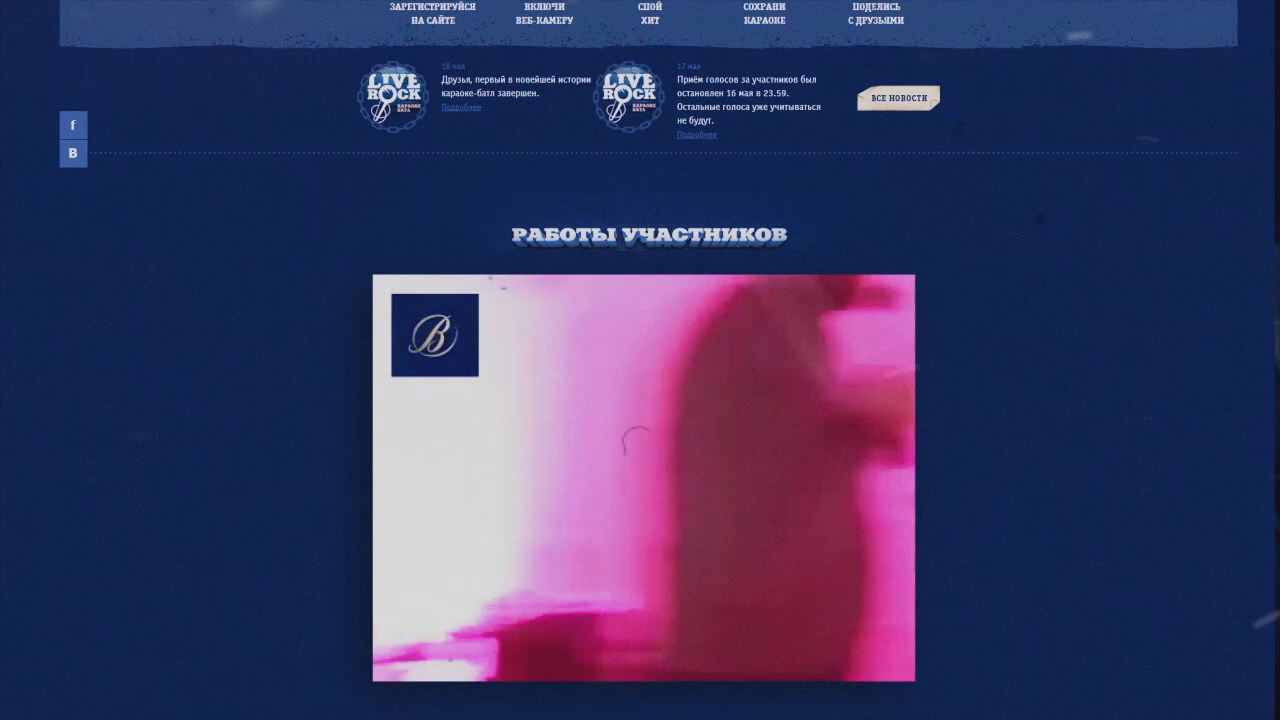 ЗАРЕГИСТРИРУЙСЯ
НА САЙТЕ
ВКЛЮЧИ
ВЕБ-КАМЕРУ
СПОЙ
ХИТ
СОХРАНИ
КАРАОКЕ
ПОДЕЛИСЬ
С ДРУЗЬЯМИ
LIVE
ROCK
КАРАОКЕ
БАТЛ
18 мая
Друзья, первый в новейшей истории
караоке-батл завершен.
Подробнее
LIVE
ROCK
КАРАОКЕ
БАТЛ
17 мая
Приём голосов за участников был
остановлен 16 мая в 23.59.
Остальные голоса уже учитываться
не будут.
Подробнее
ВСЕ НОВОСТИ
f
В
РАБОТЫ УЧАСТНИКОВ
B